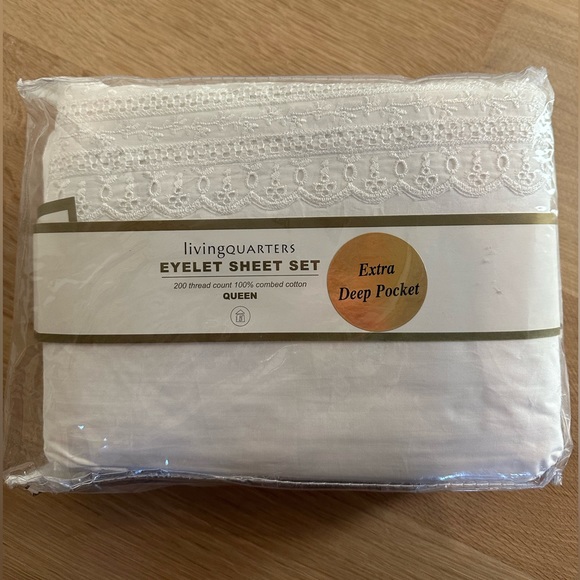 livingQUARTERS
EYELET SHEET SET
200 thread count 100% combed cotton
QUEEN
Extra
Deep Pocket